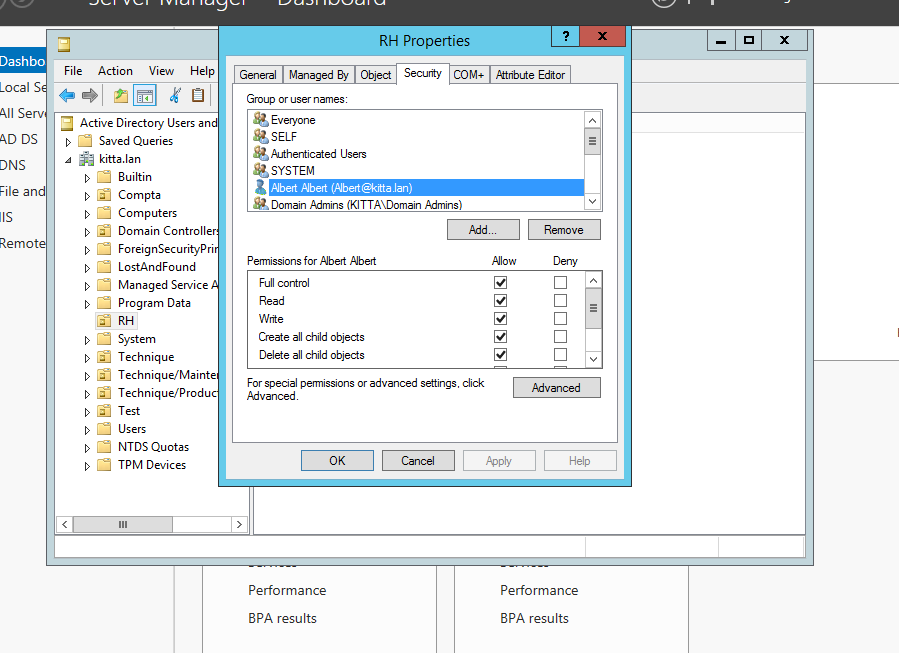 Server Manager Dashboard
RH Properties
?
X
X
File Action View Help
General Managed By Object Security COM+ Attribute Editor
Group or user names:
Everyone
SELF
Authenticated Users
SYSTEM
Albert Albert (Albert@kitta.lan)
Domain Admins (KITTA\Domain Admins)
Add...
Remove
Permissions for Albert Albert Allow Deny
Full control
Read
Write
Create all child objects
Delete all child objects
For special permissions or advanced settings, click
Advanced.
Advanced
OK
Cancel
Apply
Help
Dashbo
Local Se
All Serve
AD DS
DNS
File and
IIS
Remote
Active Directory Users and
Saved Queries
kitta.lan
Builtin
Compta
Computers
Domain Controllers
ForeignSecurityPrin
LostAndFound
Managed Service A
Program Data
RH
System
Technique
Technique/Mainter
Technique/Product
Test
Users
NTDS Quotas
TPM Devices
Services
Performance
BPA results
Services
Performance
BPA results